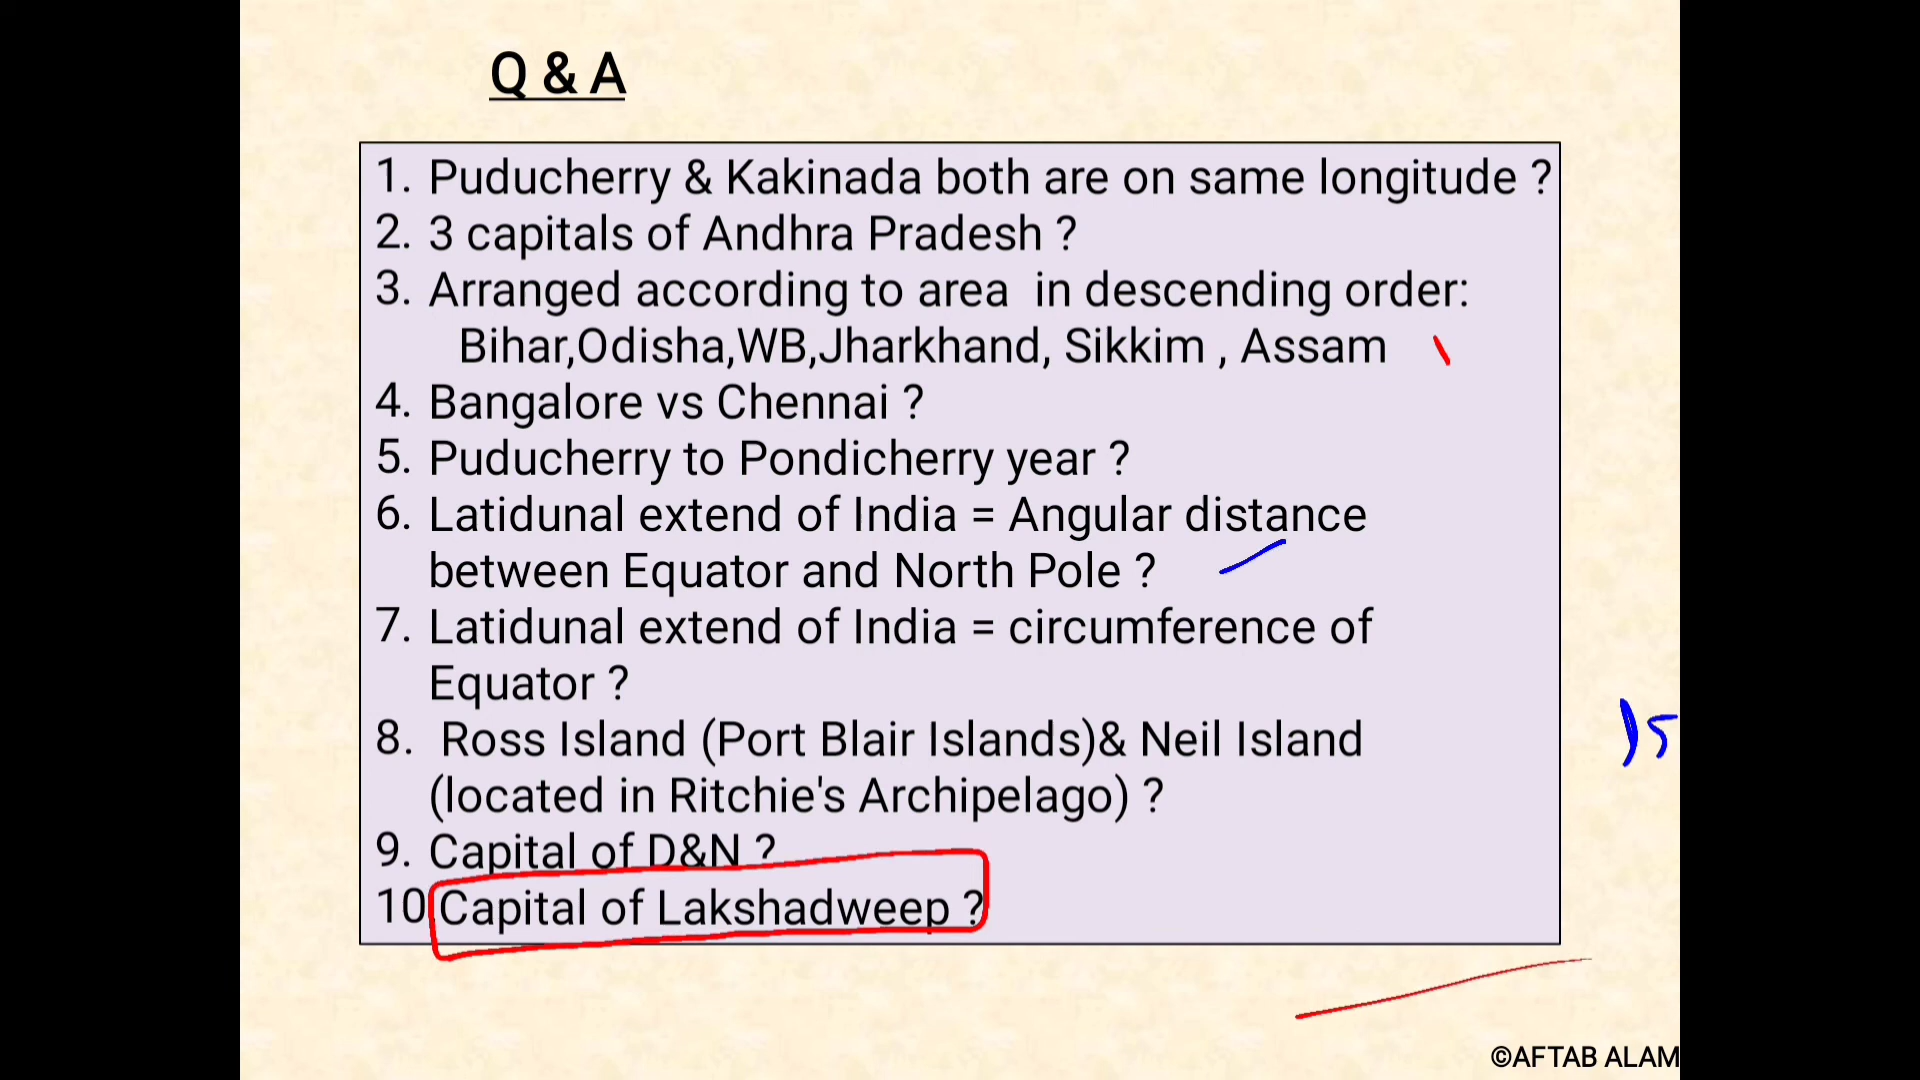 Q & A
1. Puducherry & Kakinada both are on same longitude ?
2. 3 capitals of Andhra Pradesh ?
3. Arranged according to area  in descending order:
Bihar,Odisha,WB,Jharkhand, Sikkim , Assam
4. Bangalore vs Chennai ?
5. Puducherry to Pondicherry year ?
6. Latidunal extend of India = Angular distance
between Equator and North Pole ?
7. Latidunal extend of India = circumference of
Equator ?
8. Ross Island (Port Blair Islands)& Neil Island
(located in Ritchie's Archipelago) ?
9. Capital of D&N ?
10 Capital of Lakshadweep ?
©AFTAB ALAM